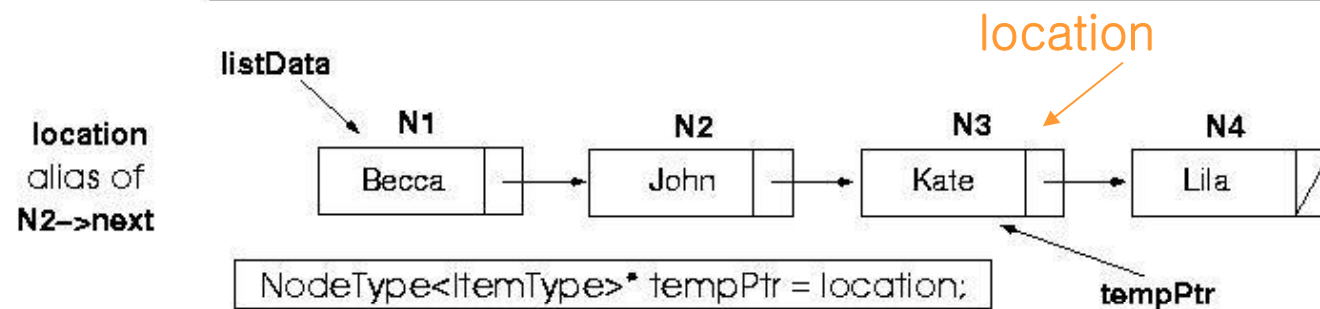 location
listData
N1
N2
N3
N4
location
alias of
N2->next
Becca
John
Kate
Lila
NodeType<ItemType>* tempPtr = location;
tempPtr